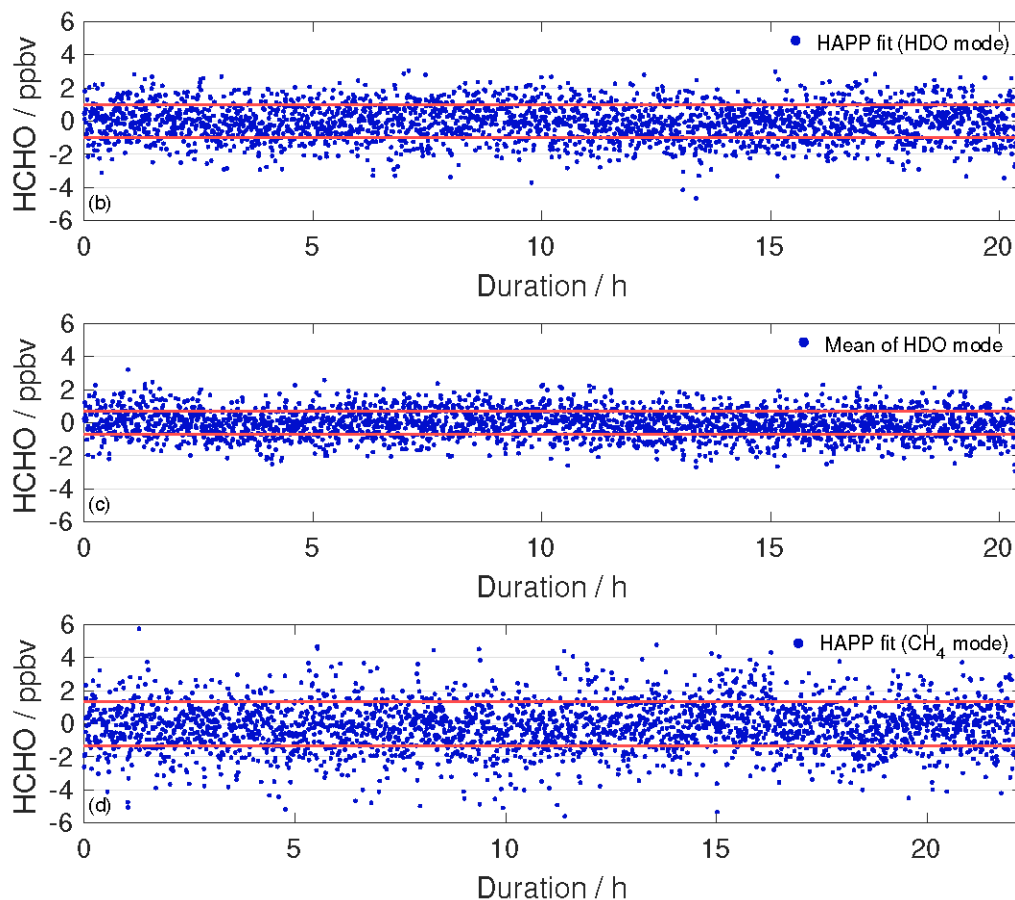 6
4
2
0
-2
-4
-6
HCHO / ppbv
HAPP fit (HDO mode)
(b)
0 5 10 15 20
Duration / h
6
4
2
0
-2
-4
-6
HCHO / ppbv
Mean of HDO mode
(c)
0 5 10 15 20
Duration / h
6
4
2
0
-2
-4
-6
HCHO / ppbv
HAPP fit (CH₄ mode)
(d)
0 5 10 15 20
Duration / h